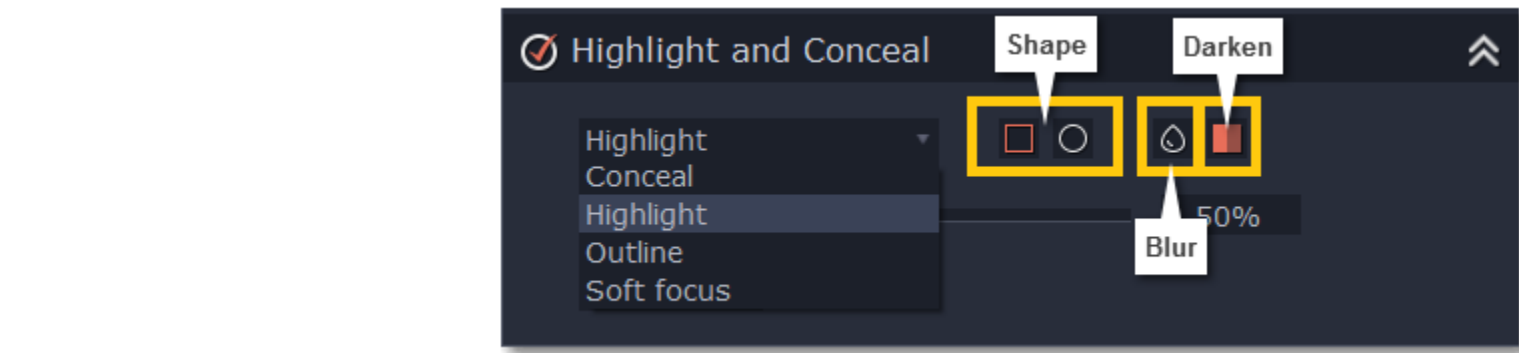 Highlight and Conceal
Shape
Darken
Highlight
Conceal
Highlight
50%
Outline
Blur
Soft focus